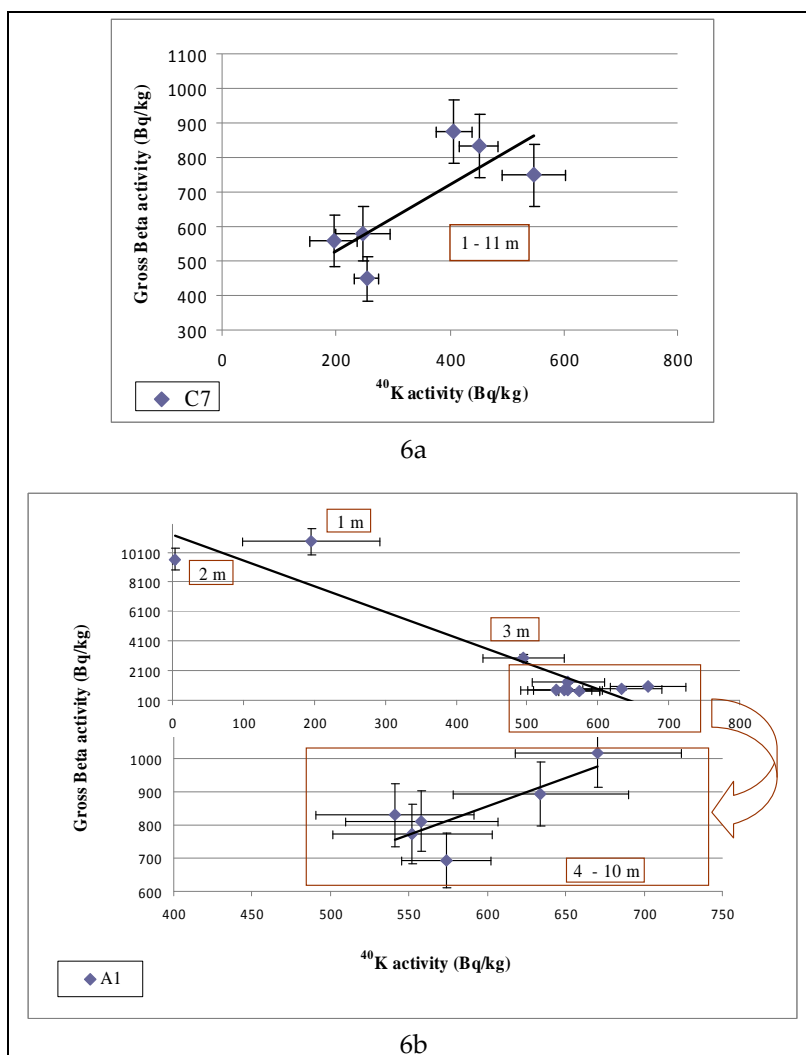 Gross Beta activity (Bq/kg)
1100
1000
900
800
700
600
500
400
300
1 - 11 m
0 200 400 600 800
⁴⁰K activity (Bq/kg)
C7
6a
Gross Beta activity (Bq/kg)
10100
8100
6100
4100
2100
100
1 m
2 m
3 m
0 100 200 300 400 500 600 700 800
1000
900
800
700
600
4 - 10 m
400 450 500 550 600 650 700 750
⁴⁰K activity (Bq/kg)
A1
6b